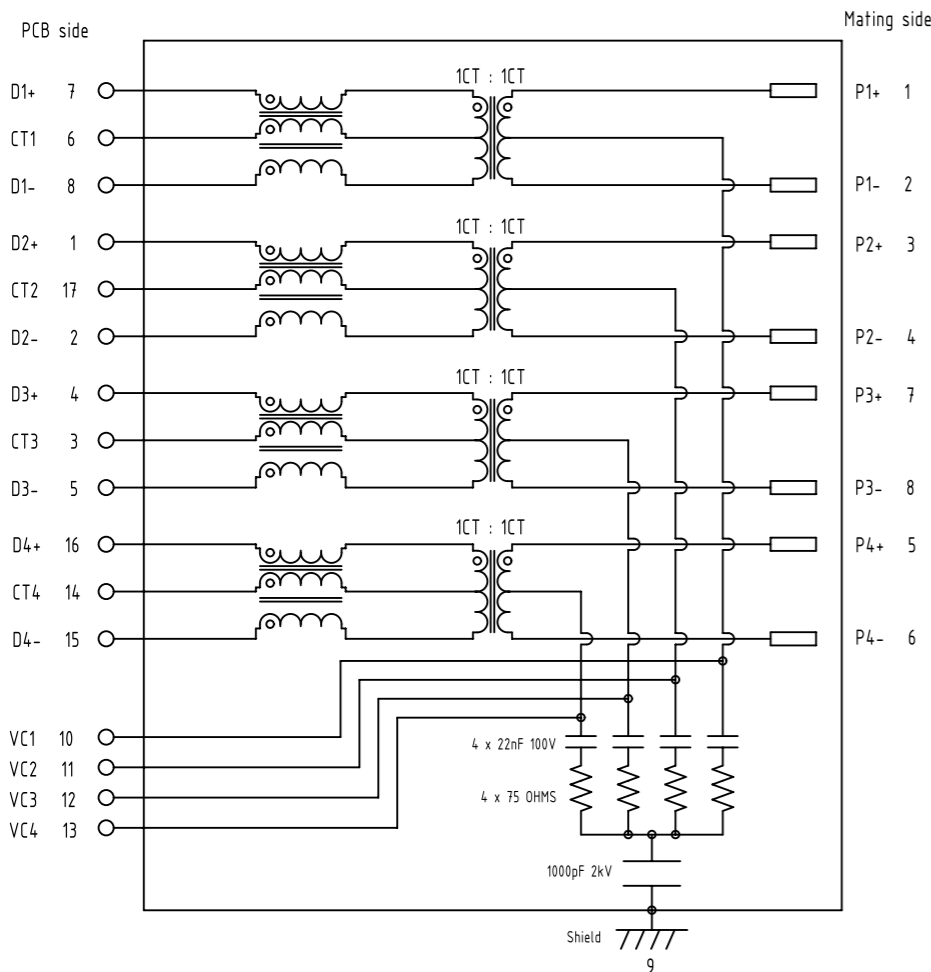 PCB side
Mating side
1CT : 1CT
D1+ 7
P1+ 1
CT1 6
D1- 8
P1- 2
1CT : 1CT
D2+ 1
P2+ 3
CT2 17
D2- 2
P2- 4
1CT : 1CT
D3+ 4
P3+ 7
CT3 3
D3- 5
P3- 8
1CT : 1CT
D4+ 16
P4+ 5
CT4 14
D4- 15
P4- 6
VC1 10
4 x 22nF 100V
VC2 11
VC3 12
4 x 75 OHMS
VC4 13
1000pF 2kV
Shield
9